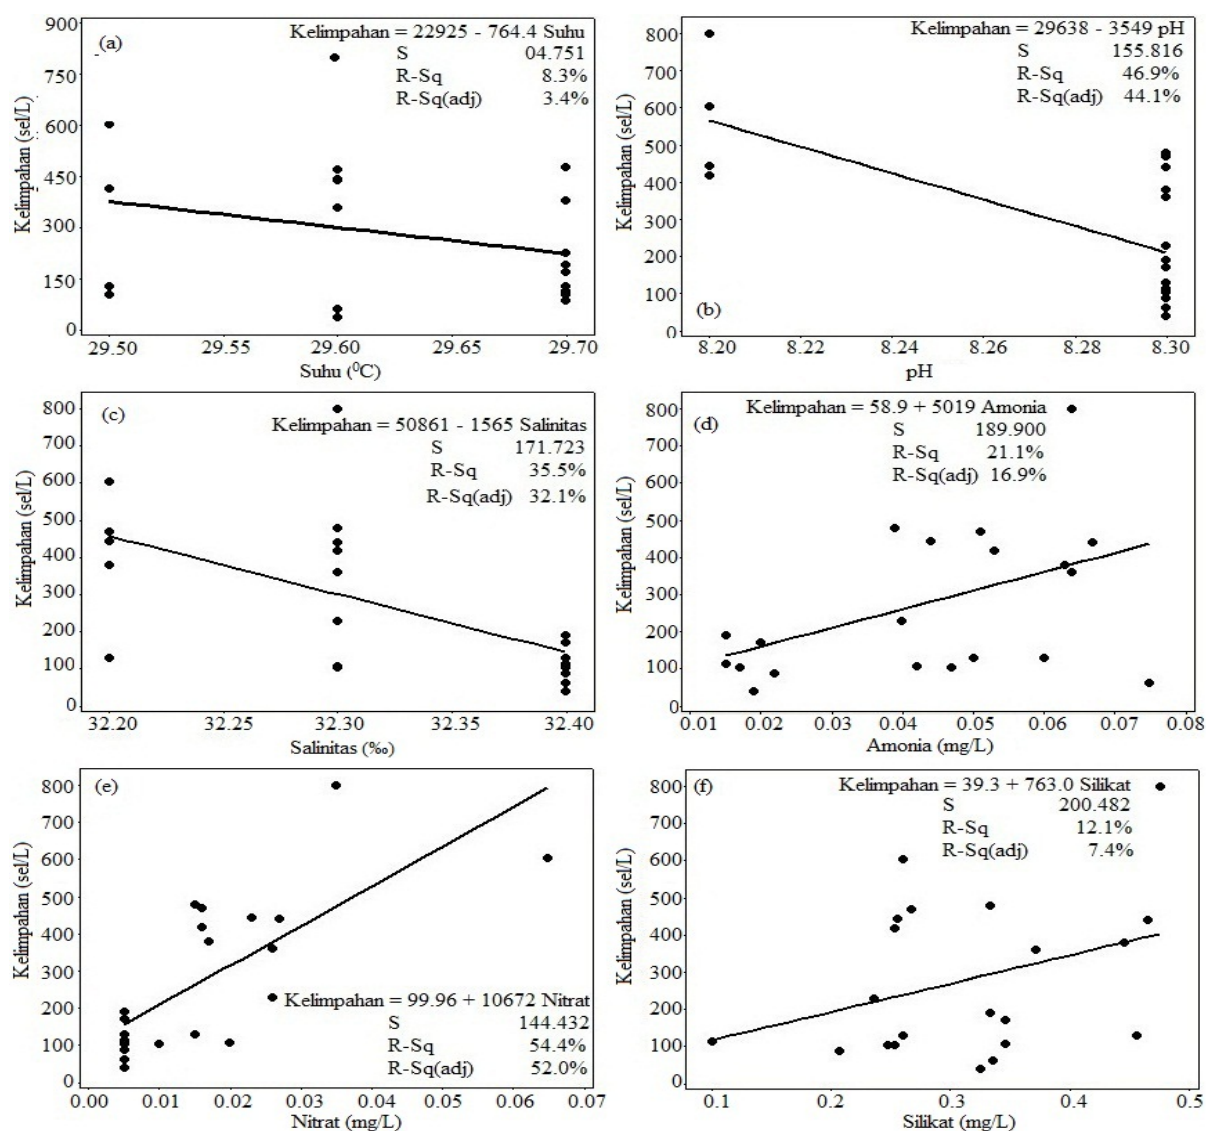 (a)
Kelimpahan = 22925 - 764.4 Suhu
S 04.751
R-Sq 8.3%
R-Sq(adj) 3.4%
Kelimpahan (sel/L)
900
750
600
450
300
150
0
29.50 29.55 29.60 29.65 29.70
Suhu (⁰C)
Kelimpahan = 29638 - 3549 pH
S 155.816
R-Sq 46.9%
R-Sq(adj) 44.1%
Kelimpahan (sel/L)
800
700
600
500
400
300
200
100
0
(b)
8.20 8.22 8.24 8.26 8.28 8.30
pH
(c)
Kelimpahan = 50861 - 1565 Salinitas
S 171.723
R-Sq 35.5%
R-Sq(adj) 32.1%
Kelimpahan (sel/L)
800
700
600
500
400
300
200
100
0
32.20 32.25 32.30 32.35 32.40
Salinitas (‰)
Kelimpahan = 58.9 + 5019 Amonia
(d)
S 189.900
R-Sq 21.1%
R-Sq(adj) 16.9%
Kelimpahan (sel/L)
800
700
600
500
400
300
200
100
0
0.01 0.02 0.03 0.04 0.05 0.06 0.07 0.08
Amonia (mg/L)
(e)
Kelimpahan (sel/L)
800
700
600
500
400
300
200
100
0
Kelimpahan = 99.96 + 10672 Nitrat
S 144.432
R-Sq 54.4%
R-Sq(adj) 52.0%
0.00 0.01 0.02 0.03 0.04 0.05 0.06 0.07
Nitrat (mg/L)
(f)
Kelimpahan = 39.3 + 763.0 Silikat
S 200.482
R-Sq 12.1%
R-Sq(adj) 7.4%
Kelimpahan (sel/L)
800
700
600
500
400
300
200
100
0
0.1 0.2 0.3 0.4 0.5
Silikat (mg/L)